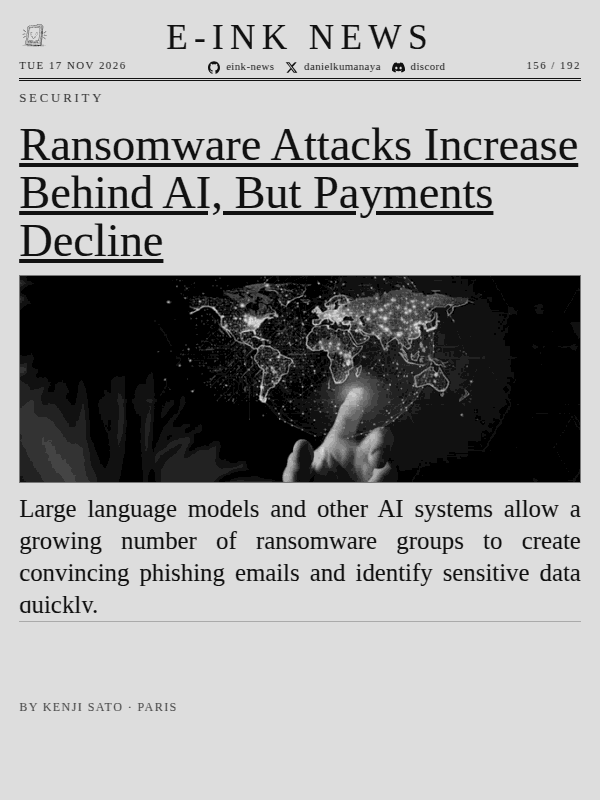 E-INK NEWS
TUE 17 NOV 2026
eink-news danielkumanaya discord
156 / 192
SECURITY
Ransomware Attacks Increase
Behind AI, But Payments
Decline
Large language models and other AI systems allow a
growing number of ransomware groups to create
convincing phishing emails and identify sensitive data
quickly.
BY KENJI SATO · PARIS